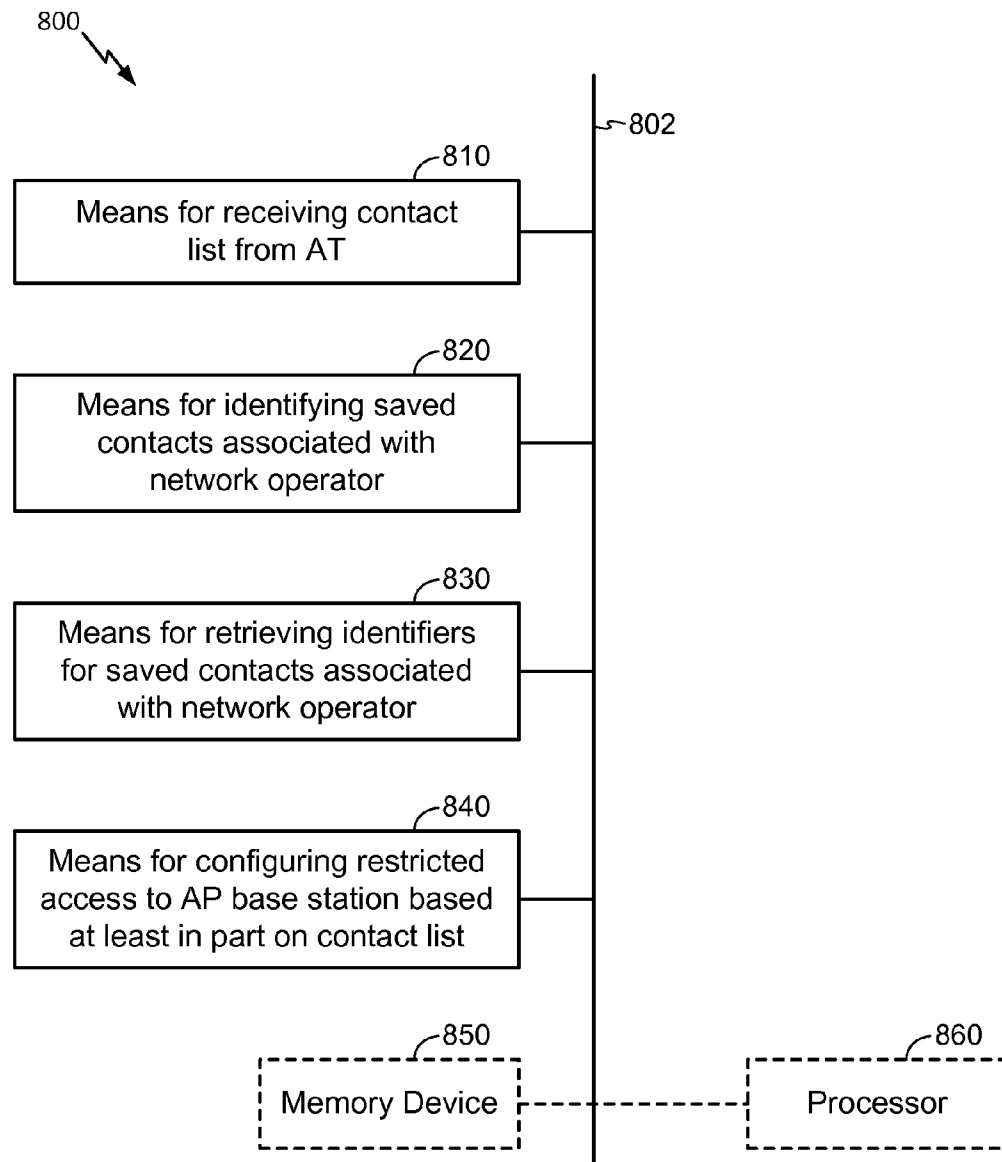 800
802
810
Means for receiving contact
list from AT
820
Means for identifying saved
contacts associated with
network operator
830
Means for retrieving identifiers
for saved contacts associated
with network operator
840
Means for configuring restricted
access to AP base station based
at least in part on contact list
850
Memory Device
860
Processor